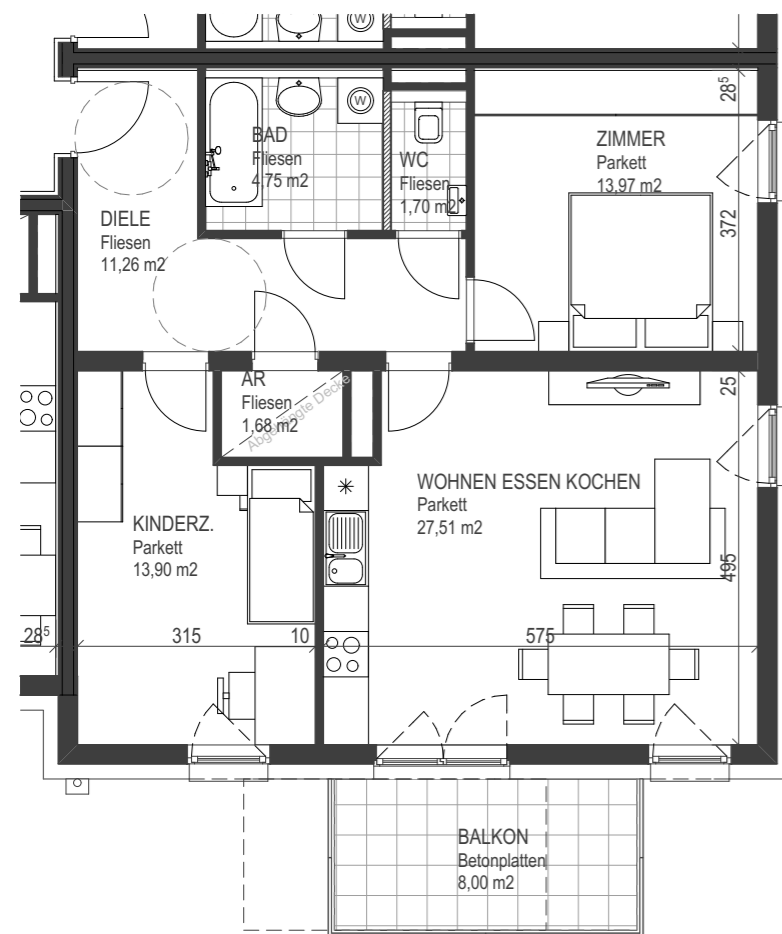 W
28⁵
BAD
Fliesen
4,75 m2
W
WC
Fliesen
1,70 m2
ZIMMER
Parkett
13,97 m2
DIELE
Fliesen
11,26 m2
372
AR
Fliesen
1,68 m2
Abgehängte Decke
25
WOHNEN ESSEN KOCHEN
Parkett
27,51 m2
KINDERZ.
Parkett
13,90 m2
495
28⁵
315
10
575
BALKON
Betonplatten
8,00 m2